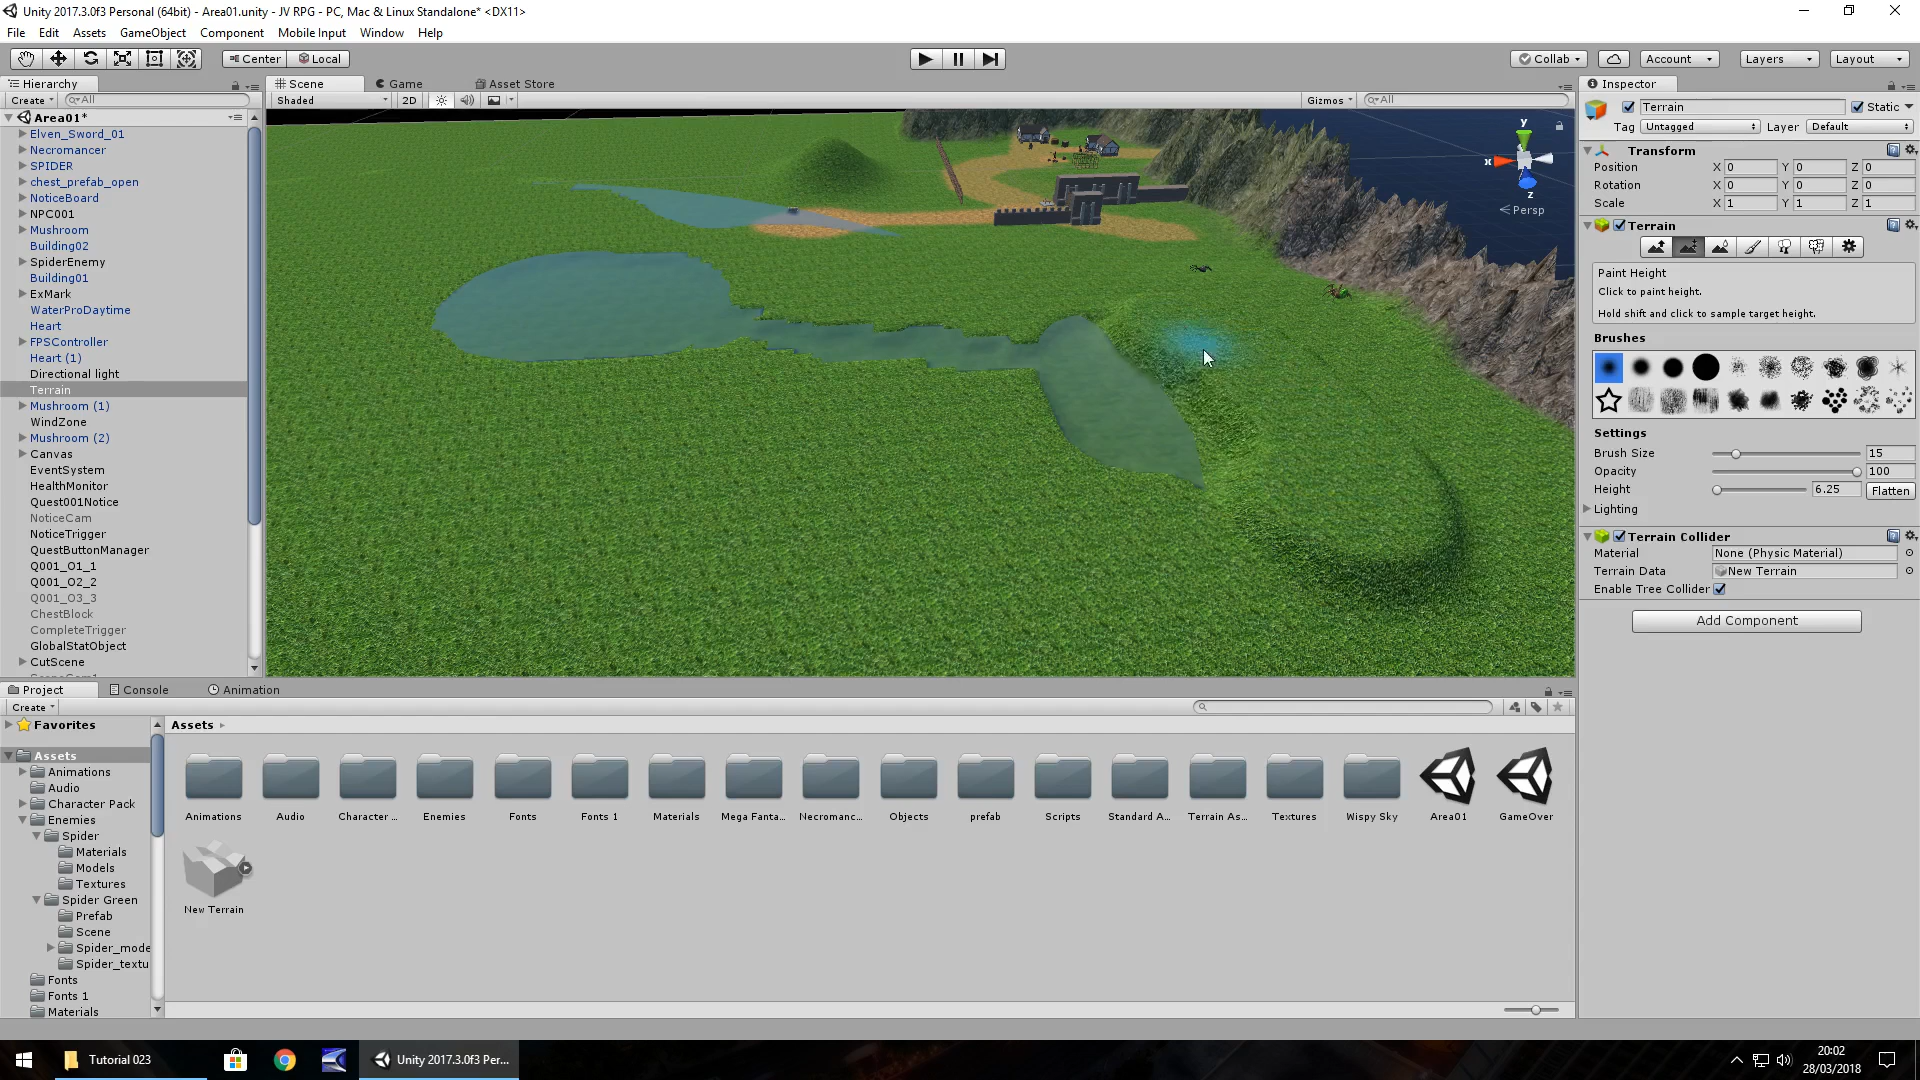 Unity 2017.3.0f3 Personal (64bit) - Area01.unity - JV RPG - PC, Mac & Linux Standalone* <DX11>
File Edit Assets GameObject Component Mobile Input Window Help
Center Local Collab Account Layers Layout
Hierarchy
Create All
Area01*
Elven_Sword_01
Necromancer
SPIDER
chest_prefab_open
NoticeBoard
NPC001
Mushroom
Building02
SpiderEnemy
Building01
ExMark
WaterProDaytime
Heart
FPSController
Heart (1)
Directional light
Terrain
Mushroom (1)
WindZone
Mushroom (2)
Canvas
EventSystem
HealthMonitor
Quest001Notice
NoticeCam
NoticeTrigger
QuestButtonManager
Q001_O1_1
Q001_O2_2
Q001_O3_3
ChestBlock
CompleteTrigger
GlobalStatObject
CutScene
Scene Game Asset Store
Shaded 2D Gizmos All
y
x
z
Persp
Inspector
Terrain Static
Tag Untagged Layer Default
Transform
Position X 0 Y 0 Z 0
Rotation X 0 Y 0 Z 0
Scale X 1 Y 1 Z 1
Terrain
Paint Height
Click to paint height.
Hold shift and click to sample target height.
Brushes
Settings
Brush Size 15
Opacity 100
Height 6.25 Flatten
Lighting
Terrain Collider
Material None (Physic Material)
Terrain Data New Terrain
Enable Tree Collider
Add Component
Project Console Animation
Create
Favorites
Assets
Animations
Audio
Character Pack
Enemies
Spider
Materials
Models
Textures
Spider Green
Prefab
Scene
Spider_mode
Spider_textu
Fonts
Fonts 1
Materials
Assets
Animations Audio Character ... Enemies Fonts Fonts 1 Materials Mega Fanta... Necromanc... Objects prefab Scripts Standard A... Terrain As... Textures Wispy Sky Area01 GameOver
New Terrain
Tutorial 023 Unity 2017.3.0f3 Per...
20:02
28/03/2018